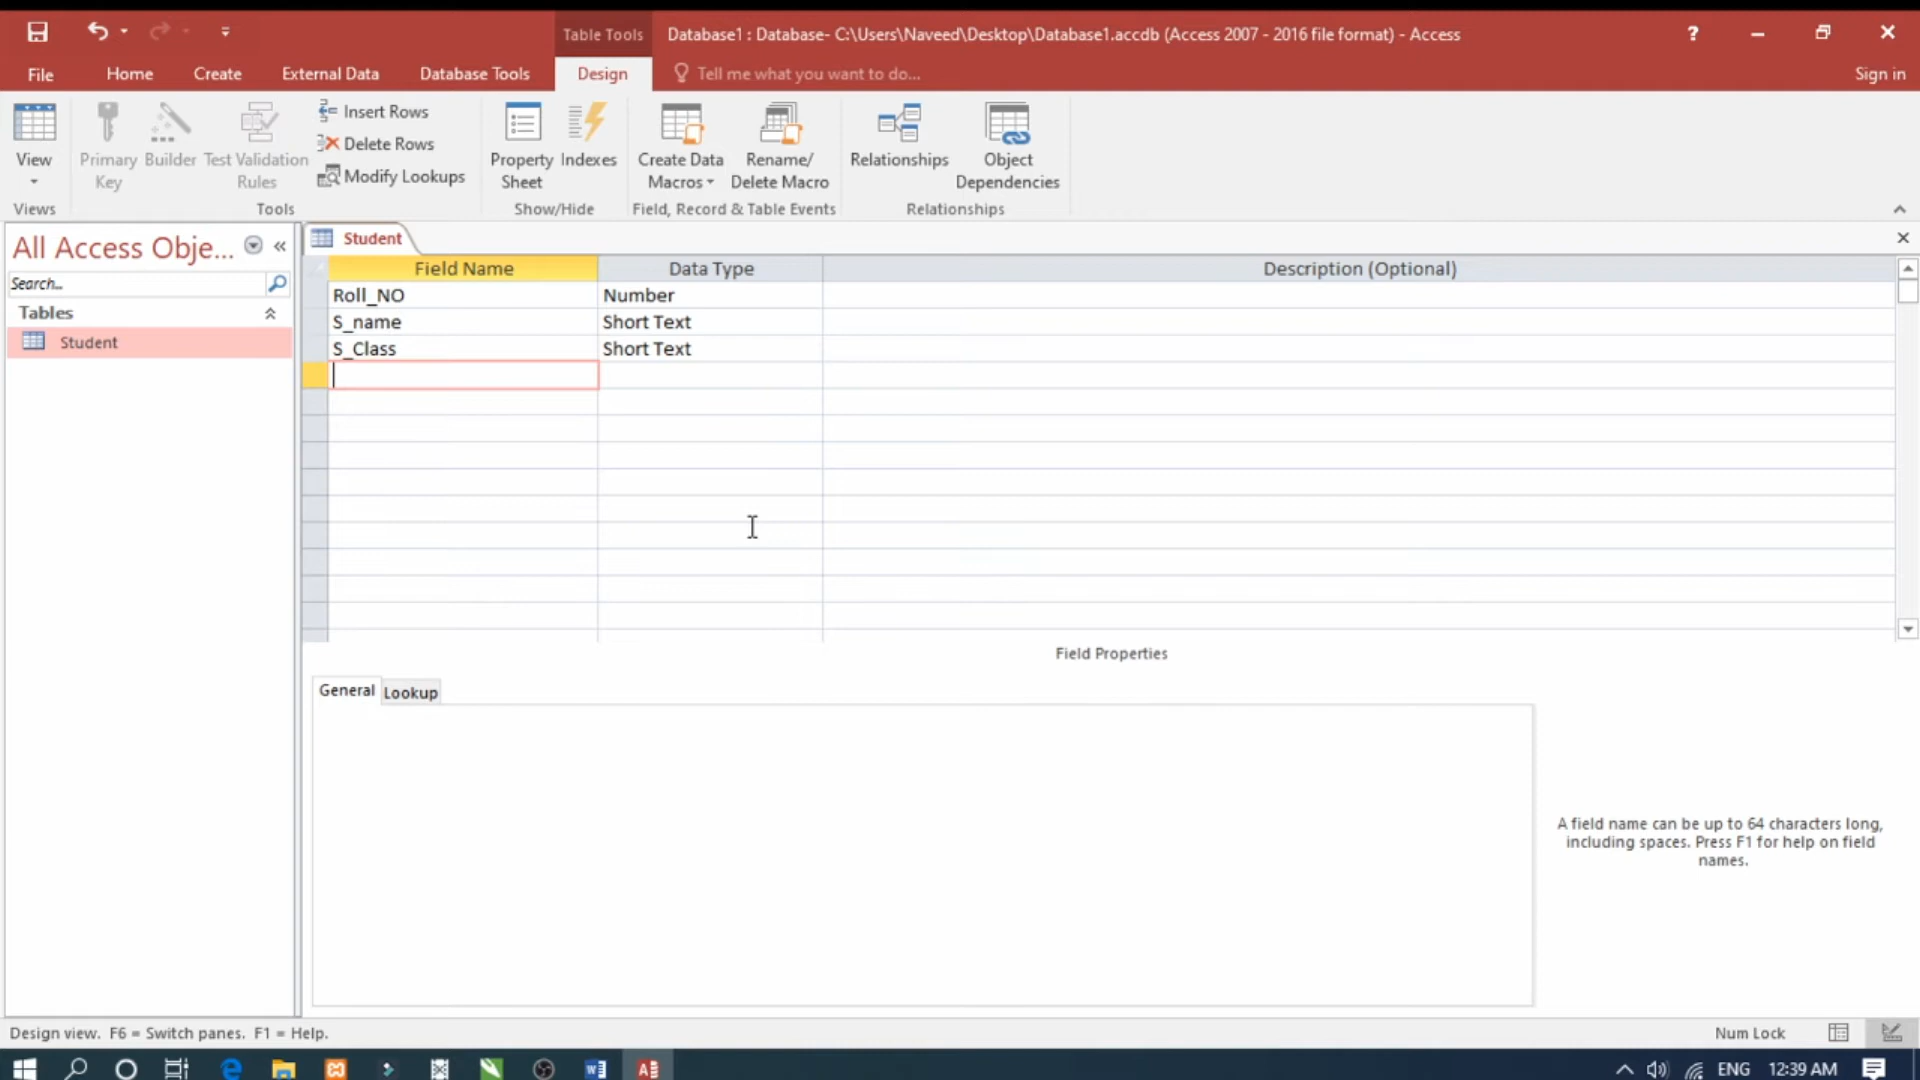 Table Tools
Database1 : Database- C:\Users\Naveed\Desktop\Database1.accdb (Access 2007 - 2016 file format) - Access
?
File
Home
Create
External Data
Database Tools
Design
Tell me what you want to do...
Sign in
View
Primary Key
Builder
Test Validation Rules
Insert Rows
Delete Rows
Modify Lookups
Property Sheet
Indexes
Create Data Macros
Rename/ Delete Macro
Relationships
Object Dependencies
Views
Tools
Show/Hide
Field, Record & Table Events
Relationships
All Access Obje...
Search...
Tables
Student
Student
Field Name Data Type Description (Optional)
Roll_NO Number
S_name Short Text
S_Class Short Text
Field Properties
General Lookup
A field name can be up to 64 characters long,
including spaces. Press F1 for help on field
names.
Design view. F6 = Switch panes. F1 = Help.
Num Lock
ENG 12:39 AM